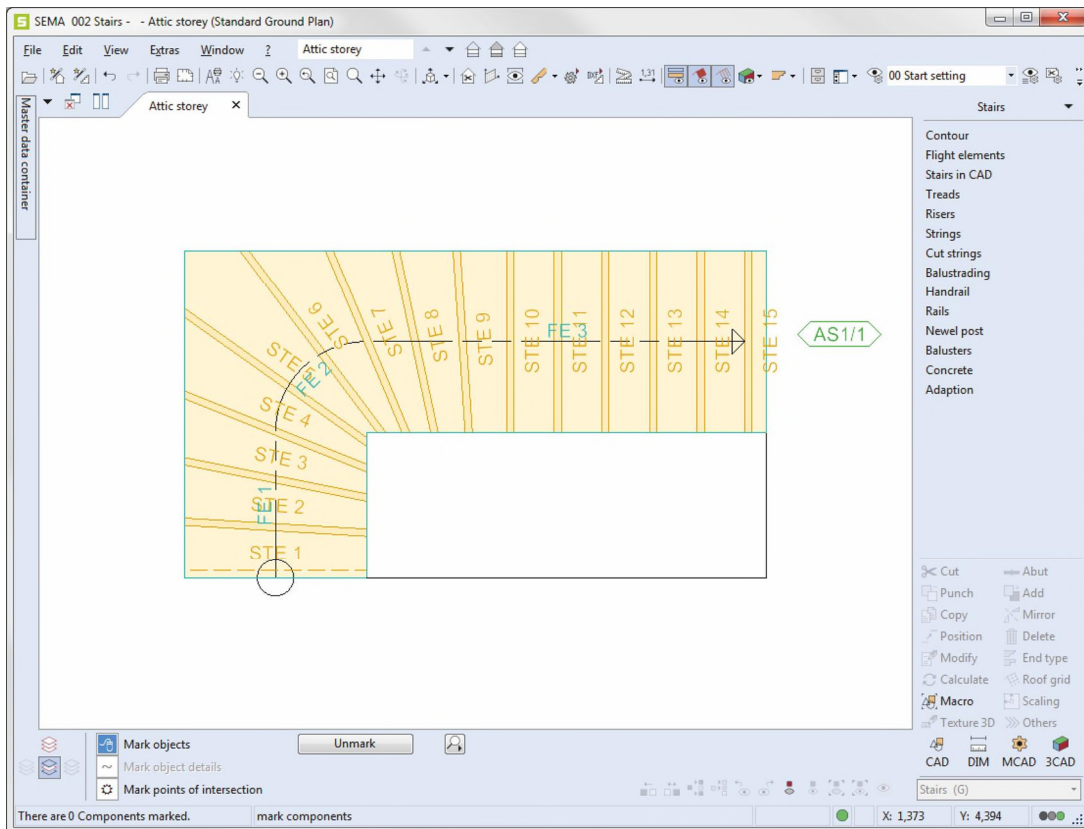 SEMA 002 Stairs - - Attic storey (Standard Ground Plan)
File Edit View Extras Window ? Attic storey
1,31 00 Start setting
Master data container
Attic storey
Stairs
Contour
Flight elements
Stairs in CAD
Treads
Risers
Strings
Cut strings
Balustrading
Handrail
Rails
Newel post
Balusters
Concrete
Adaption
STE 1
STE 2
STE 3
STE 4
STE 5
STE 6
STE 7
STE 8
STE 9
STE 10
STE 11
STE 12
STE 13
STE 14
STE 15
FE 1
FE 2
FE 3
AS1/1
Cut Abut
Punch Add
Copy Mirror
Position Delete
Modify End type
Calculate Roof grid
Macro Scaling
Texture 3D Others
CAD DIM MCAD 3CAD
Stairs (G)
Mark objects Unmark
Mark object details
Mark points of intersection
There are 0 Components marked. mark components X: 1,373 Y: 4,394